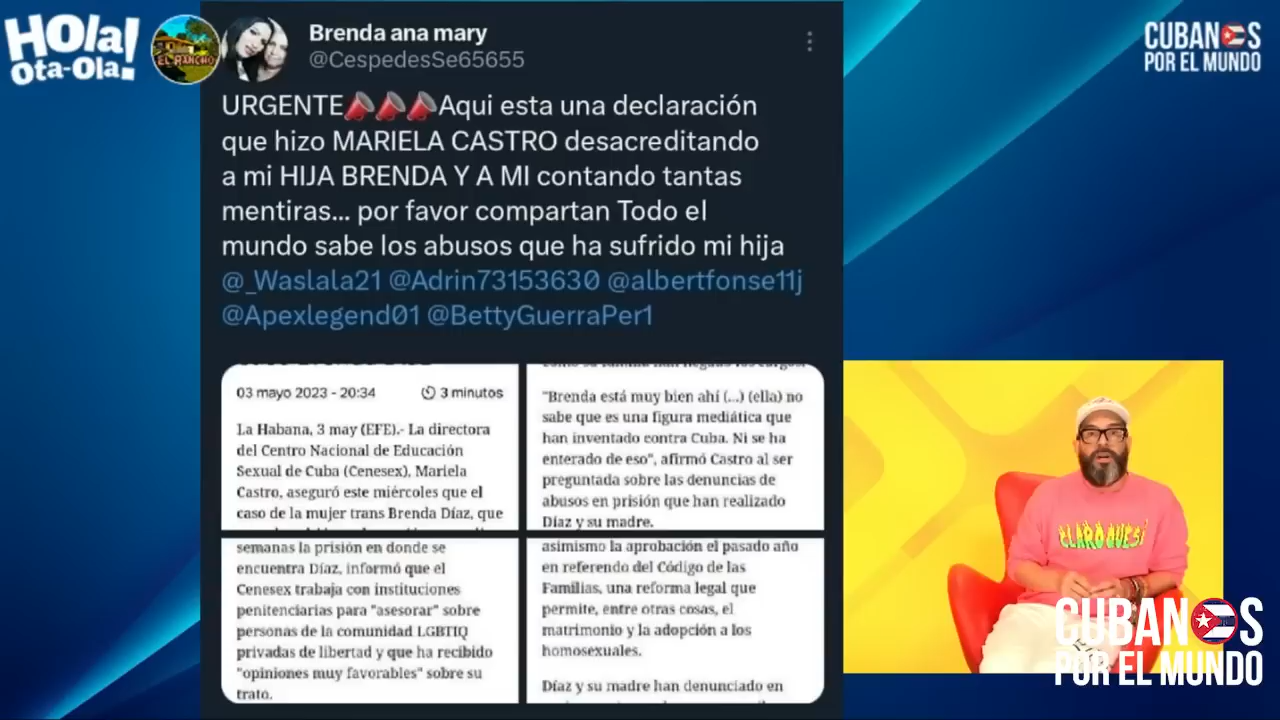 HOla!
Ota-Ola!
EL RANCHO
Brenda ana mary
@CespedesSe65655
CUBANOS
POR EL MUNDO
URGENTE📣📣📣Aqui esta una declaración
que hizo MARIELA CASTRO desacreditando
a mi HIJA BRENDA Y A MI contando tantas
mentiras... por favor compartan Todo el
mundo sabe los abusos que ha sufrido mi hija
@_Waslala21 @Adrin73153630 @albertfonse11j
@Apexlegend01 @BettyGuerraPer1
03 mayo 2023 - 20:34
3 minutos
La Habana, 3 may (EFE).- La directora
del Centro Nacional de Educación
Sexual de Cuba (Cenesex), Mariela
Castro, aseguró este miércoles que el
caso de la mujer trans Brenda Díaz, que
"Brenda está muy bien ahí (...) (ella) no
sabe que es una figura mediática que
han inventado contra Cuba. Ni se ha
enterado de eso", afirmó Castro al ser
preguntada sobre las denuncias de
abusos en prisión que han realizado
Díaz y su madre.
semanas la prisión en donde se
encuentra Díaz, informó que el
Cenesex trabaja con instituciones
penitenciarias para "asesorar" sobre
personas de la comunidad LGBTIQ
privadas de libertad y que ha recibido
"opiniones muy favorables" sobre su
trato.
asimismo la aprobación el pasado año
en referendo del Código de las
Familias, una reforma legal que
permite, entre otras cosas, el
matrimonio y la adopción a los
homosexuales.
Díaz y su madre han denunciado en
CLARO QUE SI
CUBANOS
POR EL MUNDO